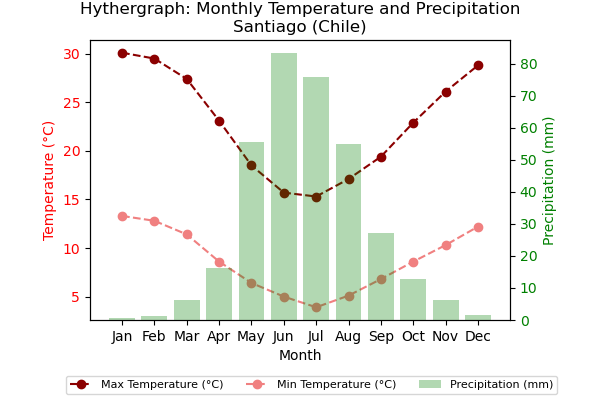 Hythergraph: Monthly Temperature and Precipitation
Santiago (Chile)
Temperature (°C)
30
25
20
15
10
5
80
70
60
50
40
30
20
10
0
Precipitation (mm)
Jan Feb Mar Apr May Jun Jul Aug Sep Oct Nov Dec
Month
Max Temperature (°C) Min Temperature (°C) Precipitation (mm)